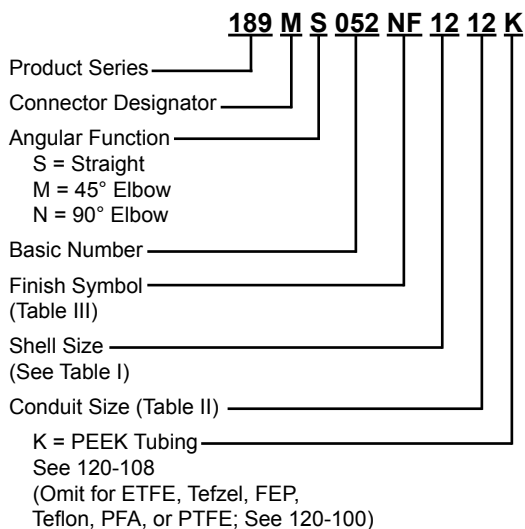 189 M S 052 NF 12 12 K
Product Series
Connector Designator
Angular Function
S = Straight
M = 45° Elbow
N = 90° Elbow
Basic Number
Finish Symbol
(Table III)
Shell Size
(See Table I)
Conduit Size (Table II)
K = PEEK Tubing
See 120-108
(Omit for ETFE, Tefzel, FEP,
Teflon, PFA, or PTFE; See 120-100)